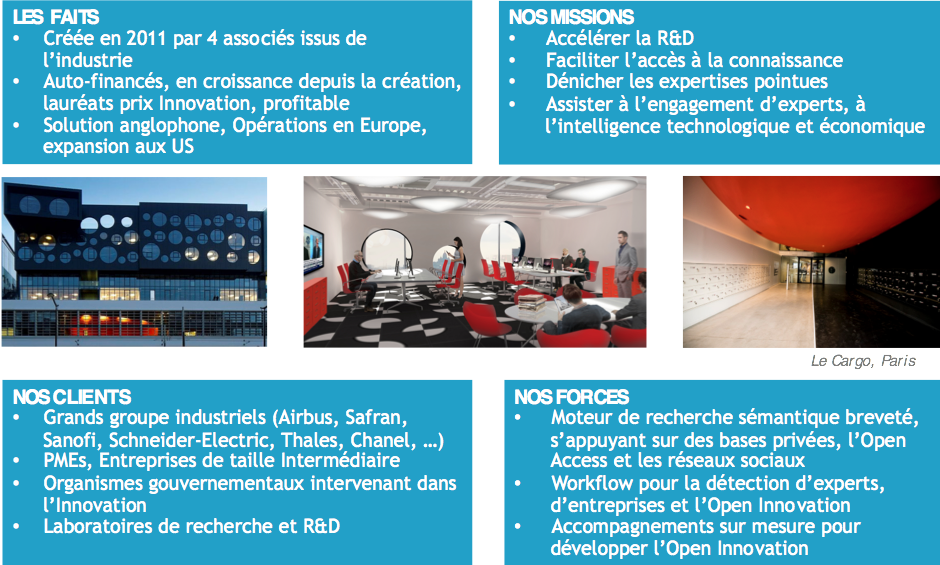 LES FAITS
• Créée en 2011 par 4 associés issus de
l’industrie
• Auto-financés, en croissance depuis la création,
lauréats prix Innovation, profitable
• Solution anglophone, Opérations en Europe,
expansion aux US
NOS MISSIONS
• Accélérer la R&D
• Faciliter l’accès à la connaissance
• Dénicher les expertises pointues
• Assister à l’engagement d’experts, à
l’intelligence technologique et économique
Le Cargo, Paris
NOS CLIENTS
• Grands groupe industriels (Airbus, Safran,
Sanofi, Schneider-Electric, Thales, Chanel, …)
• PMEs, Entreprises de taille Intermédiaire
• Organismes gouvernementaux intervenant dans
l’Innovation
• Laboratoires de recherche et R&D
NOS FORCES
• Moteur de recherche sémantique breveté,
s’appuyant sur des bases privées, l’Open
Access et les réseaux sociaux
• Workflow pour la détection d’experts,
d’entreprises et l’Open Innovation
• Accompagnements sur mesure pour
développer l’Open Innovation